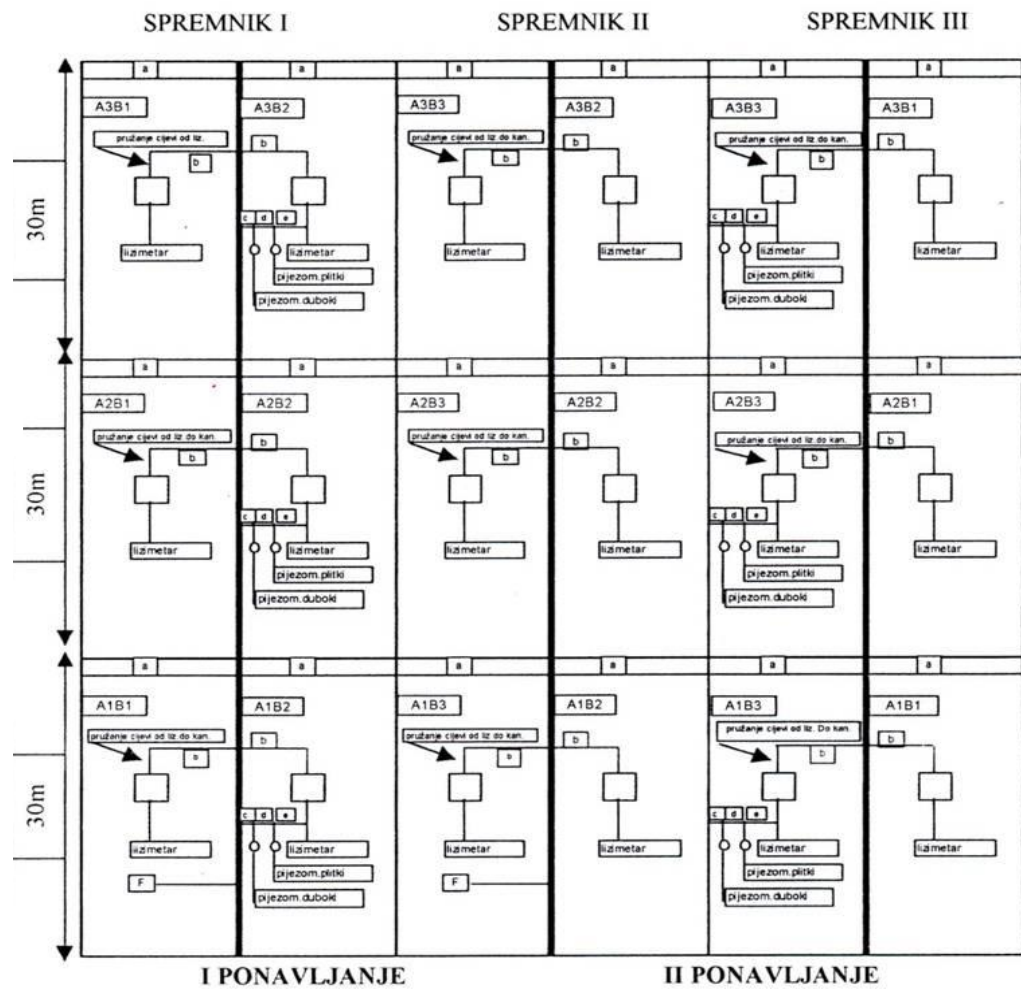 SPREMNIK I SPREMNIK II SPREMNIK III
a a a a a a
A3B1 A3B2 A3B3 A3B2 A3B3 A3B1
pružanje cijevi od liz. pružanje cijevi od liz.do kan. pružanje cijevi od liz.do kan.
b b b b b b
30m
c d e c d e
lizimetar lizimetar lizimetar lizimetar lizimetar lizimetar
pijezom.plitki pijezom.plitki
pijezom.duboki pijezom.duboki
a a a a a a
A2B1 A2B2 A2B3 A2B2 A2B3 A2B1
pružanje cijevi od liz do kan. pružanje cijevi od liz do kan. pružanje cijevi od liz.do kan.
b b b b b b
30m
c d e c d e
lizimetar lizimetar lizimetar lizimetar lizimetar lizimetar
pijezom.plitki pijezom.plitki
pijezom.duboki pijezom.duboki
a a a a a a
A1B1 A1B2 A1B3 A1B2 A1B3 A1B1
pružanje cijevi od liz.do kan. pružanje cijevi od liz do kan. pružanje cijevi od liz. Do kan.
b b b b b b
30m
c d e c d e
lizimetar lizimetar lizimetar lizimetar lizimetar lizimetar
pijezom.plitki pijezom.plitki
F F
pijezom.duboki pijezom.duboki
I PONAVLJANJE II PONAVLJANJE